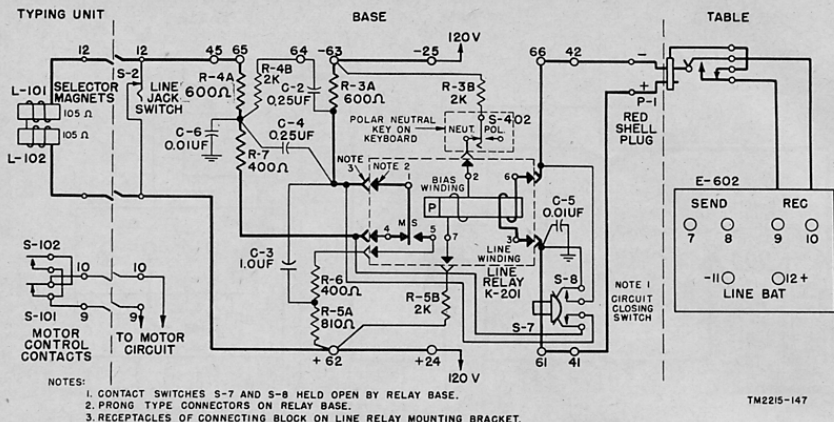 TYPING UNIT
BASE
TABLE
120V
12 12 45 65 64 -63 -25 66 42 -
S-2
R-4B
2K
L-101
SELECTOR
MAGNETS
LINE
JACK
SWITCH
R-4A
600Ω
C-2
0.25UF
R-3A
600Ω
R-3B
2K
+
P-1
RED
SHELL
PLUG
105 Ω
105 Ω
L-102
C-6
0.01UF
C-4
0.25UF
POLAR NEUTRAL
KEY ON
KEYBOARD
S-402
NEUT. POL.
R-7
400Ω
NOTE
3
NOTE 2
BIAS
WINDING
2
6
C-5
0.01UF
E-602
SEND REC
7 8 9 10
P
M S
4 5 7 3
LINE
WINDING
S-102
10 10
C-3
1.0UF
R-6
400Ω
LINE
RELAY
K-201
S-8
NOTE 1
CIRCUIT
CLOSING
SWITCH
-11 12+
LINE BAT
S-101
9 9
MOTOR
CONTROL
CONTACTS
TO MOTOR
CIRCUIT
R-5A
810Ω
R-5B
2K
S-7
+ 62 +24 61 41
120 V
NOTES:
1. CONTACT SWITCHES S-7 AND S-8 HELD OPEN BY RELAY BASE.
2. PRONG TYPE CONNECTORS ON RELAY BASE.
3. RECEPTACLES OF CONNECTING BLOCK ON LINE RELAY MOUNTING BRACKET.
TM2215-147